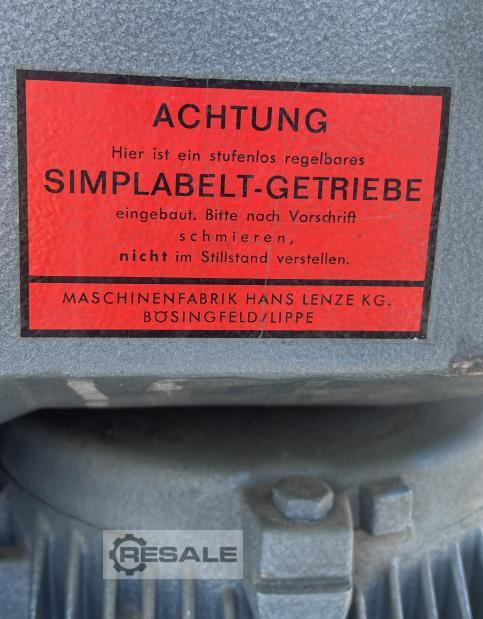 ACHTUNG
Hier ist ein stufenlos regelbares
SIMPLABELT-GETRIEBE
eingebaut. Bitte nach Vorschrift
schmieren,
nicht im Stillstand verstellen.
MASCHINENFABRIK HANS LENZE KG.
BÖSINGFELD/LIPPE
RESALE